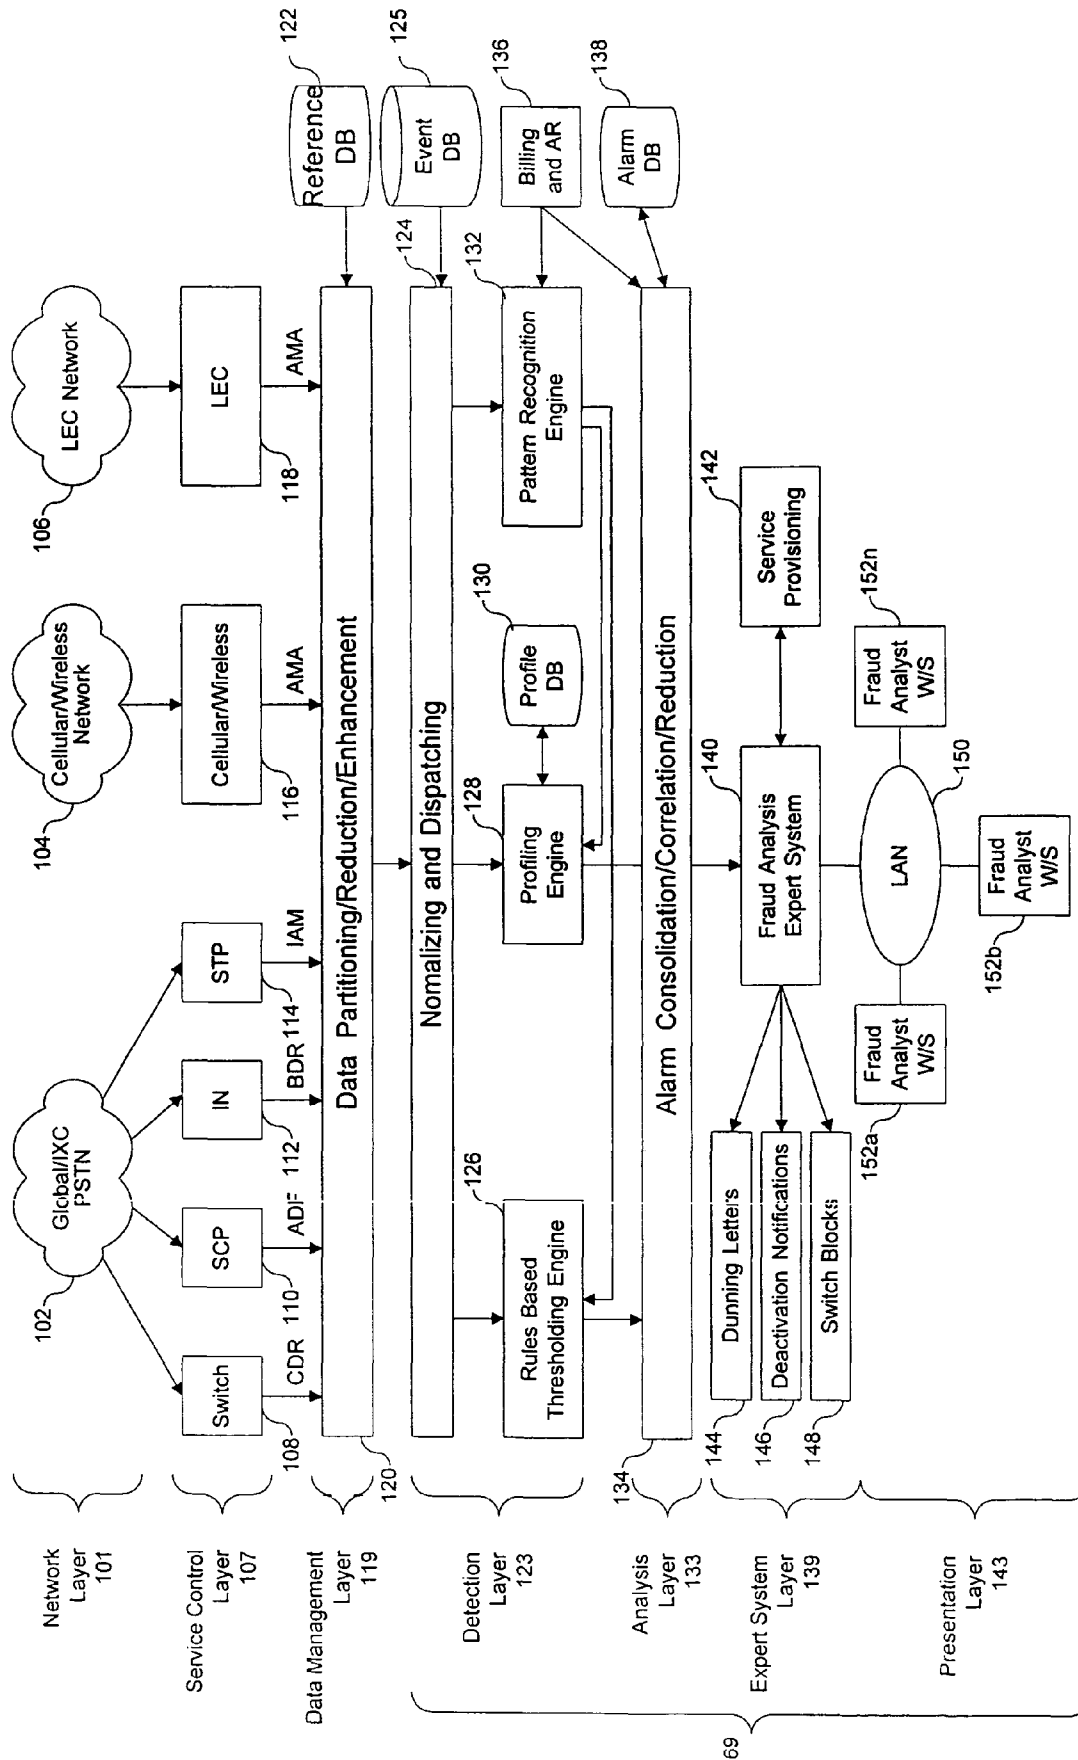 Network
Layer
101
Global/IXC
PSTN
102
Cellular/Wireless
Network
104
LEC Network
106
Service Control
Layer
107
Switch
108
SCP
110
IN
112
STP
114
Cellular/Wireless
116
LEC
118
CDR
ADF
BDR
IAM
AMA
AMA
Data Management
Layer 119
120
Data Partitioning/Reduction/Enhancement
Reference
DB
122
Detection
Layer 123
Nomalizing and Dispatching
124
Event
DB
125
Rules Based
Thresholding Engine
126
Profiling
Engine
128
Profile
DB
130
Pattern Recognition
Engine
132
Billing
and AR
136
Analysis
Layer 133
134
Alarm Consolidation/Correlation/Reduction
Alarm
DB
138
Expert System
Layer 139
Dunning Letters
144
Deactivation Notifications
146
Switch Blocks
148
Fraud Analysis
Expert System
140
Service
Provisioning
142
Presentation
Layer 143
Fraud
Analyst
W/S
152a
LAN
150
Fraud
Analyst
W/S
152n
Fraud
Analyst
W/S
152b
69